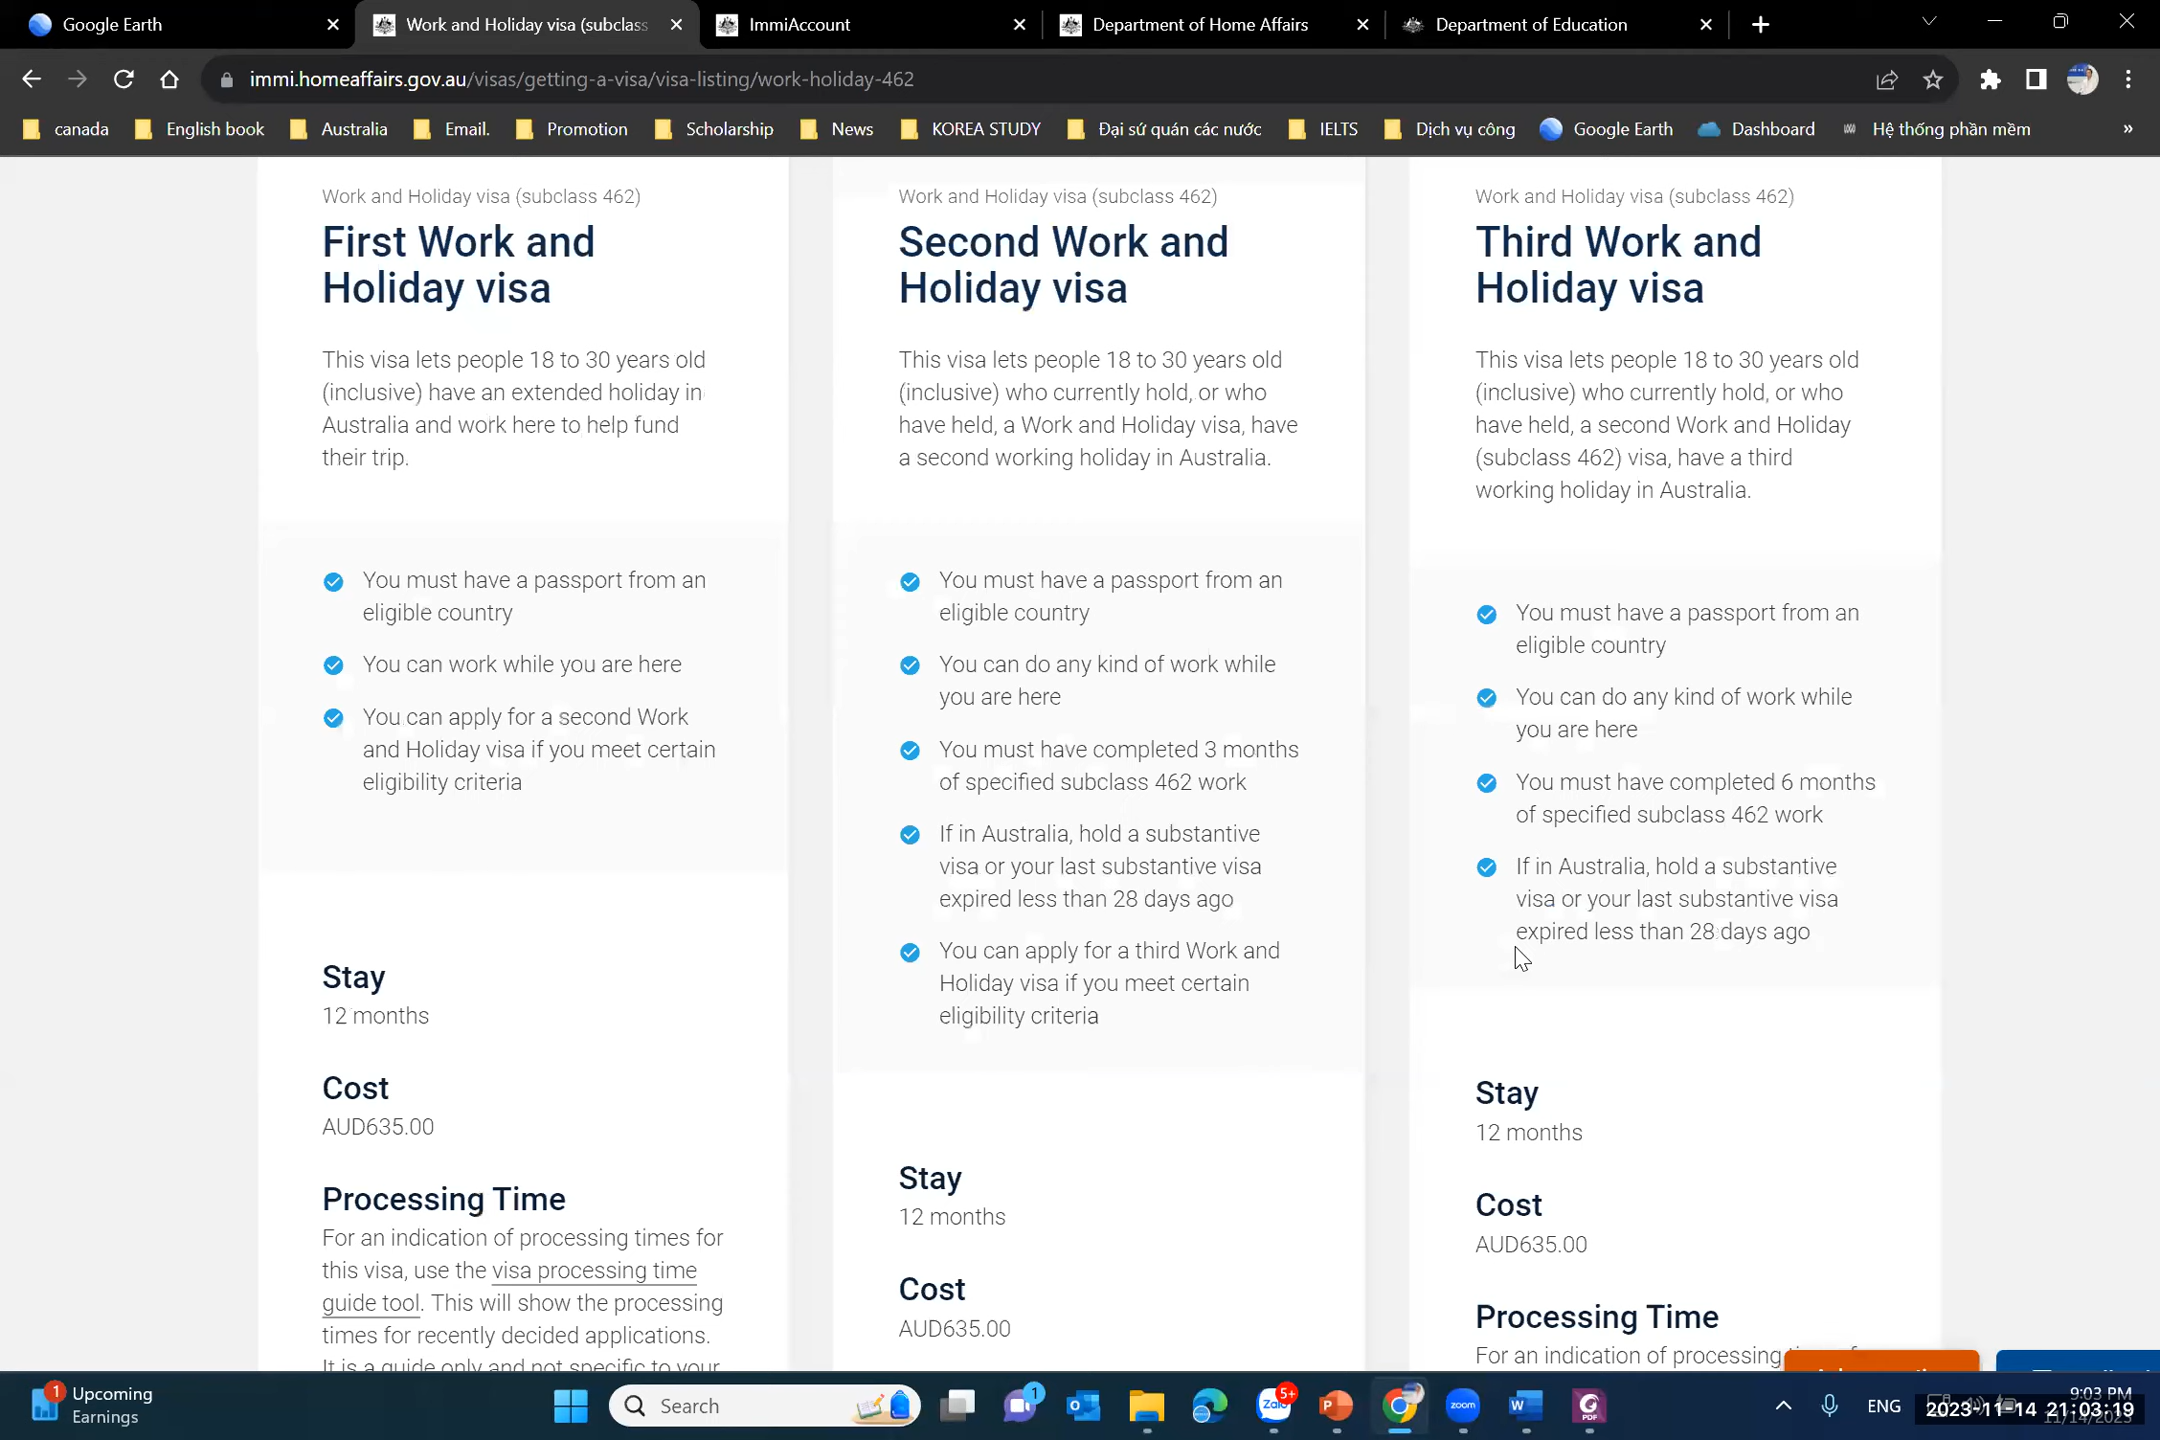 Google Earth
Work and Holiday visa (subclass
ImmiAccount
Department of Home Affairs
Department of Education
immi.homeaffairs.gov.au/visas/getting-a-visa/visa-listing/work-holiday-462
canada
English book
Australia
Email.
Promotion
Scholarship
News
KOREA STUDY
Đại sứ quán các nước
IELTS
Dịch vụ công
Google Earth
Dashboard
Hệ thống phần mềm
»
Work and Holiday visa (subclass 462)
First Work and
Holiday visa
This visa lets people 18 to 30 years old
(inclusive) have an extended holiday in
Australia and work here to help fund
their trip.
You must have a passport from an
eligible country
You can work while you are here
You can apply for a second Work
and Holiday visa if you meet certain
eligibility criteria
Stay
12 months
Cost
AUD635.00
Processing Time
For an indication of processing times for
this visa, use the visa processing time
guide tool. This will show the processing
times for recently decided applications.
It is a guide only and not specific to your
Work and Holiday visa (subclass 462)
Second Work and
Holiday visa
This visa lets people 18 to 30 years old
(inclusive) who currently hold, or who
have held, a Work and Holiday visa, have
a second working holiday in Australia.
You must have a passport from an
eligible country
You can do any kind of work while
you are here
You must have completed 3 months
of specified subclass 462 work
If in Australia, hold a substantive
visa or your last substantive visa
expired less than 28 days ago
You can apply for a third Work and
Holiday visa if you meet certain
eligibility criteria
Stay
12 months
Cost
AUD635.00
Work and Holiday visa (subclass 462)
Third Work and
Holiday visa
This visa lets people 18 to 30 years old
(inclusive) who currently hold, or who
have held, a second Work and Holiday
(subclass 462) visa, have a third
working holiday in Australia.
You must have a passport from an
eligible country
You can do any kind of work while
you are here
You must have completed 6 months
of specified subclass 462 work
If in Australia, hold a substantive
visa or your last substantive visa
expired less than 28 days ago
Stay
12 months
Cost
AUD635.00
Processing Time
For an indication of processing
1
Upcoming
Earnings
Search
1
5+
Zalo
zoom
PDF
ENG
9:03 PM
2023-11-14 21:03:19
11/14/2023